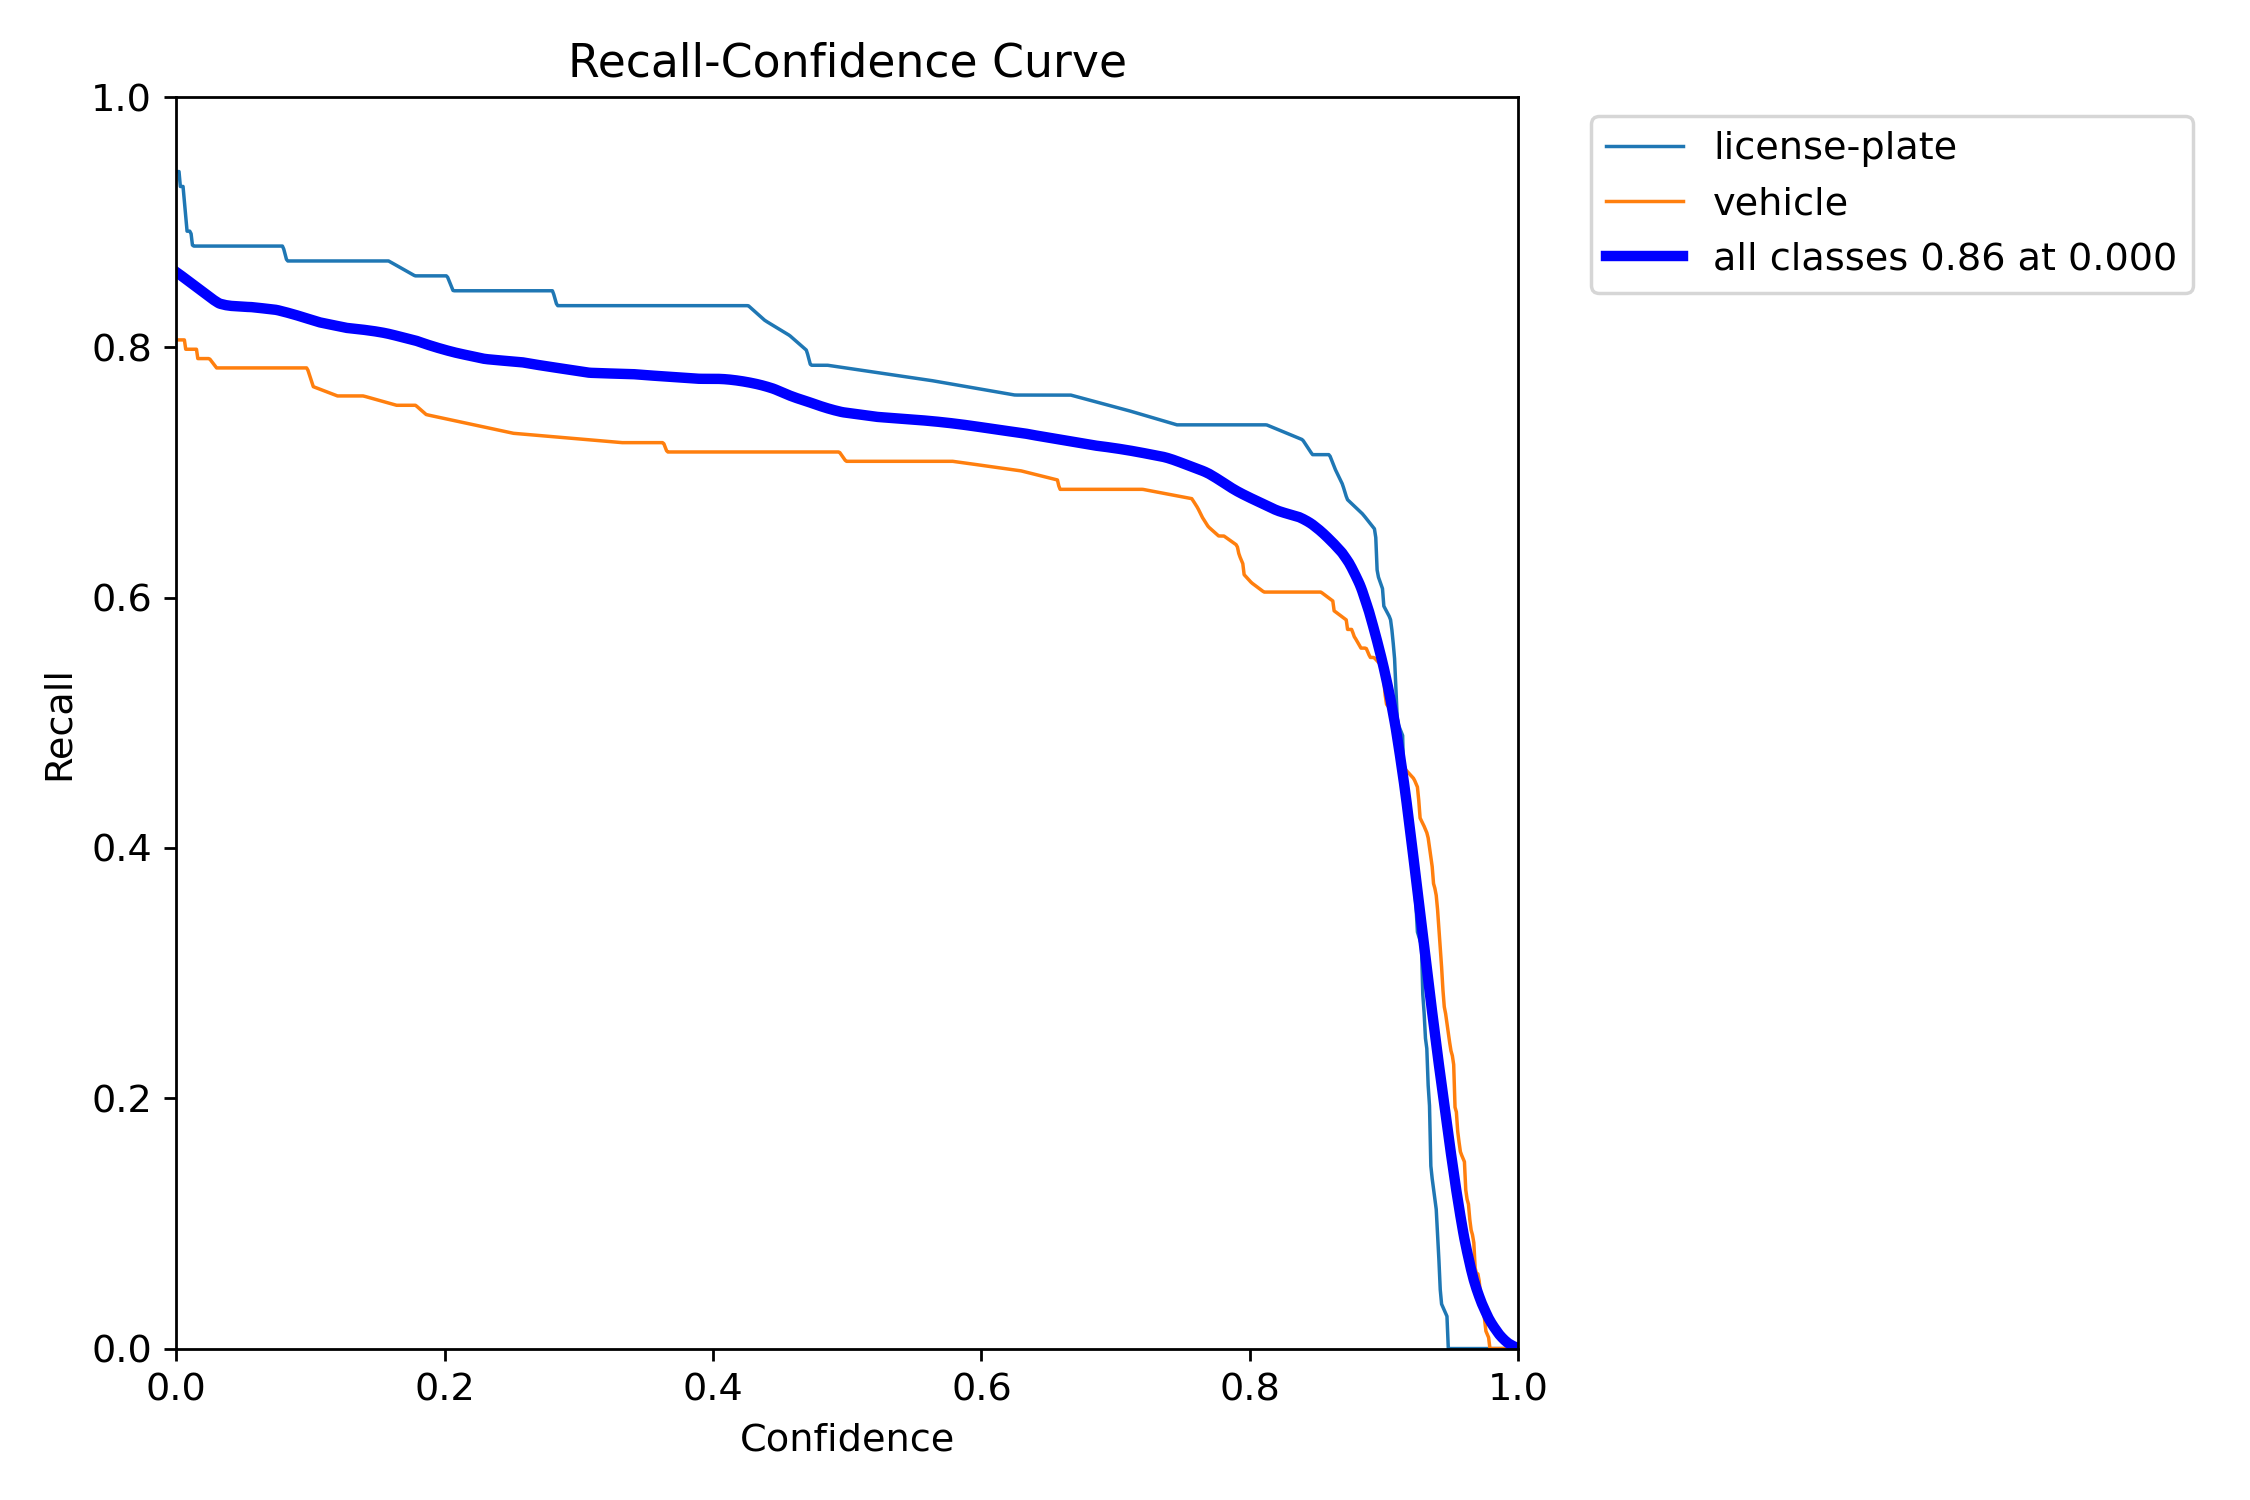 Recall-Confidence Curve
1.0
0.8
0.6
0.4
0.2
0.0
Recall
0.0 0.2 0.4 0.6 0.8 1.0
Confidence
license-plate
vehicle
all classes 0.86 at 0.000